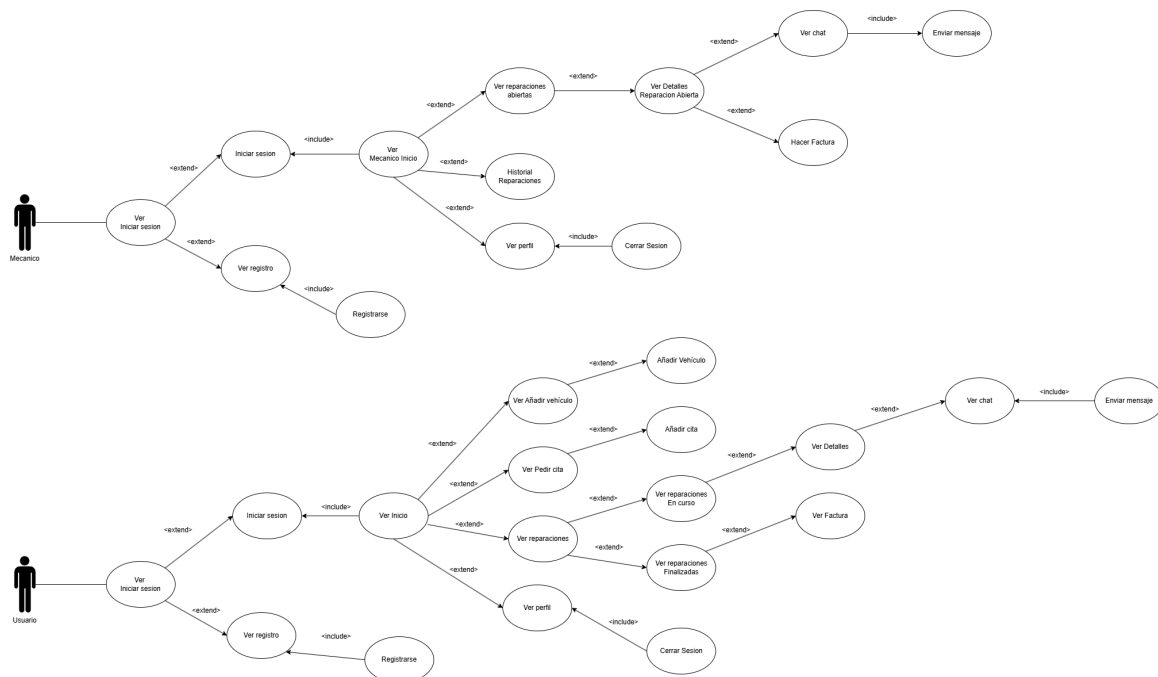 <extend>
Ver chat
<include>
Enviar mensaje
<extend>
Ver reparaciones
abiertas
<extend>
Ver Detalles
Reparacion Abierta
<extend>
Hacer Factura
<extend>
Iniciar sesion
<include>
Ver
Mecanico Inicio
<extend>
Historial
Reparaciones
<extend>
Mecanico
Ver
Iniciar sesion
<extend>
Ver registro
<include>
Registrarse
<extend>
Ver perfil
<include>
Cerrar Sesion
<extend>
Ver Añadir vehículo
<extend>
Añadir Vehículo
<extend>
Ver Pedir cita
<extend>
Añadir cita
<extend>
Ver chat
<include>
Enviar mensaje
<extend>
Ver Detalles
<extend>
Iniciar sesion
<include>
Ver Inicio
<extend>
Ver reparaciones
<extend>
Ver reparaciones
En curso
<extend>
Ver reparaciones
Finalizadas
<extend>
Ver Factura
Usuario
Ver
Iniciar sesion
<extend>
Ver registro
<include>
Registrarse
<extend>
Ver perfil
<include>
Cerrar Sesion